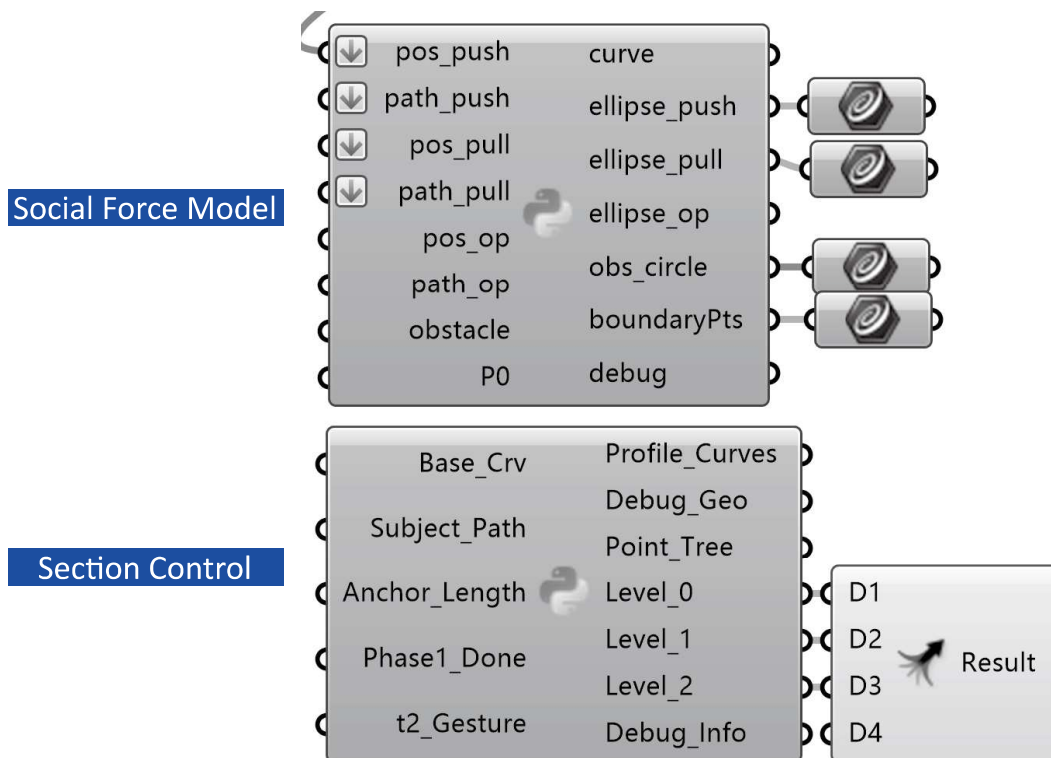 Social Force Model
pos_push
path_push
pos_pull
path_pull
pos_op
path_op
obstacle
P0
curve
ellipse_push
ellipse_pull
ellipse_op
obs_circle
boundaryPts
debug
Section Control
Base_Crv
Subject_Path
Anchor_Length
Phase1_Done
t2_Gesture
Profile_Curves
Debug_Geo
Point_Tree
Level_0
Level_1
Level_2
Debug_Info
D1
D2
D3
D4
Result